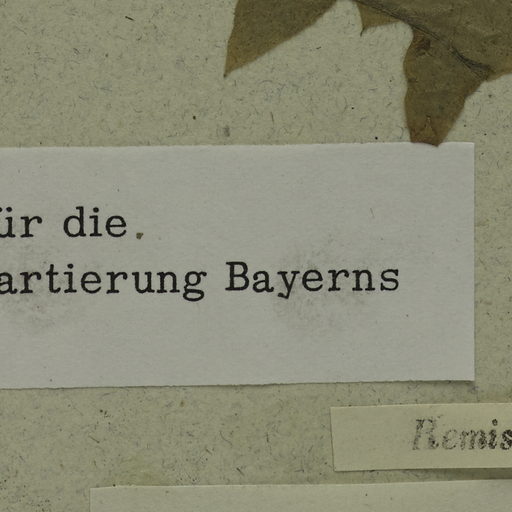 ür die
artierung Bayerns
Remis